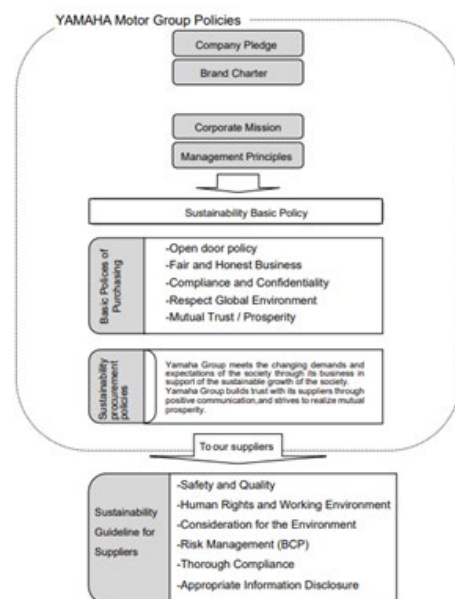 YAMAHA Motor Group Policies
Company Pledge
Brand Charter
Corporate Mission
Management Principles
Sustainability Basic Policy
Basic Polices of
Purchasing
-Open door policy
-Fair and Honest Business
-Compliance and Confidentiality
-Respect Global Environment
-Mutual Trust / Prosperity
Sustainability
procurement
policies
Yamaha Group meets the changing demands and
expectations of the society through its business in
support of the sustainable growth of the society.
Yamaha Group builds trust with its suppliers through
positive communication,and strives to realize mutual
prosperity.
To our suppliers
Sustainability
Guideline for
Suppliers
-Safety and Quality
-Human Rights and Working Environment
-Consideration for the Environment
-Risk Management (BCP)
-Thorough Compliance
-Appropriate Information Disclosure